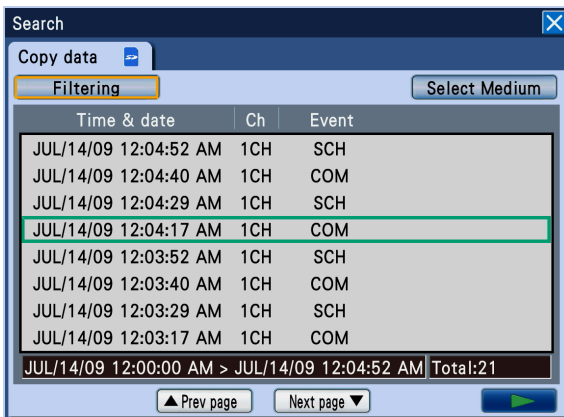 Search
Copy data
Filtering Select Medium
Time & date Ch Event
JUL/14/09 12:04:52 AM 1CH SCH
JUL/14/09 12:04:40 AM 1CH COM
JUL/14/09 12:04:29 AM 1CH SCH
JUL/14/09 12:04:17 AM 1CH COM
JUL/14/09 12:03:52 AM 1CH SCH
JUL/14/09 12:03:40 AM 1CH COM
JUL/14/09 12:03:29 AM 1CH SCH
JUL/14/09 12:03:17 AM 1CH COM
JUL/14/09 12:00:00 AM > JUL/14/09 12:04:52 AM Total:21
▲ Prev page Next page ▼